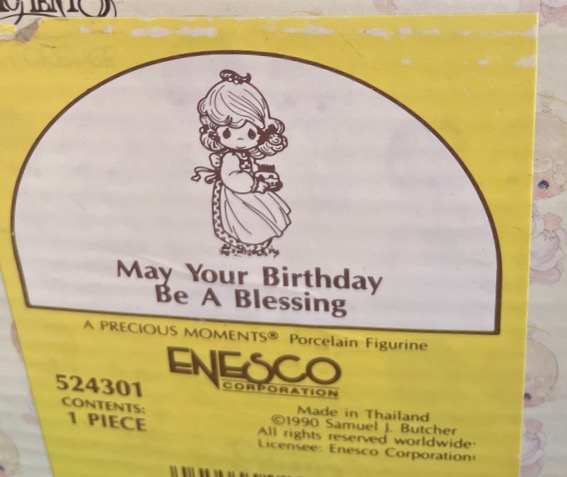 May Your Birthday
Be A Blessing
A PRECIOUS MOMENTS® Porcelain Figurine
ENESCO
CORPORATION
524301
CONTENTS:
1 PIECE
Made in Thailand
©1990 Samuel J. Butcher
All rights reserved worldwide.
Licensee: Enesco Corporation